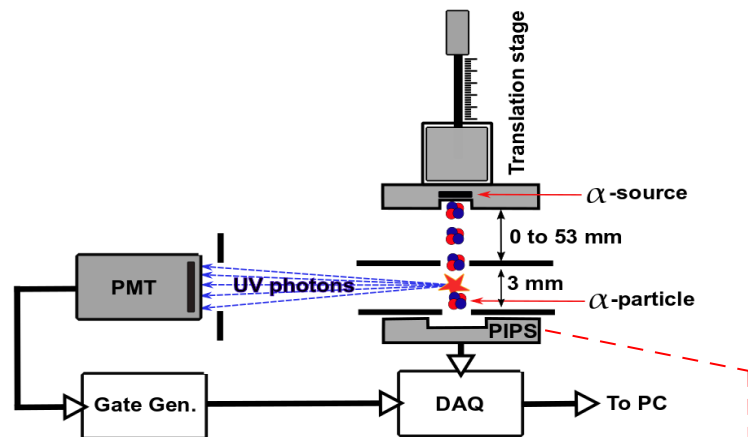 Translation stage
α-source
0 to 53 mm
PMT
UV photons
3 mm
α-particle
PIPS
Gate Gen.
DAQ
To PC